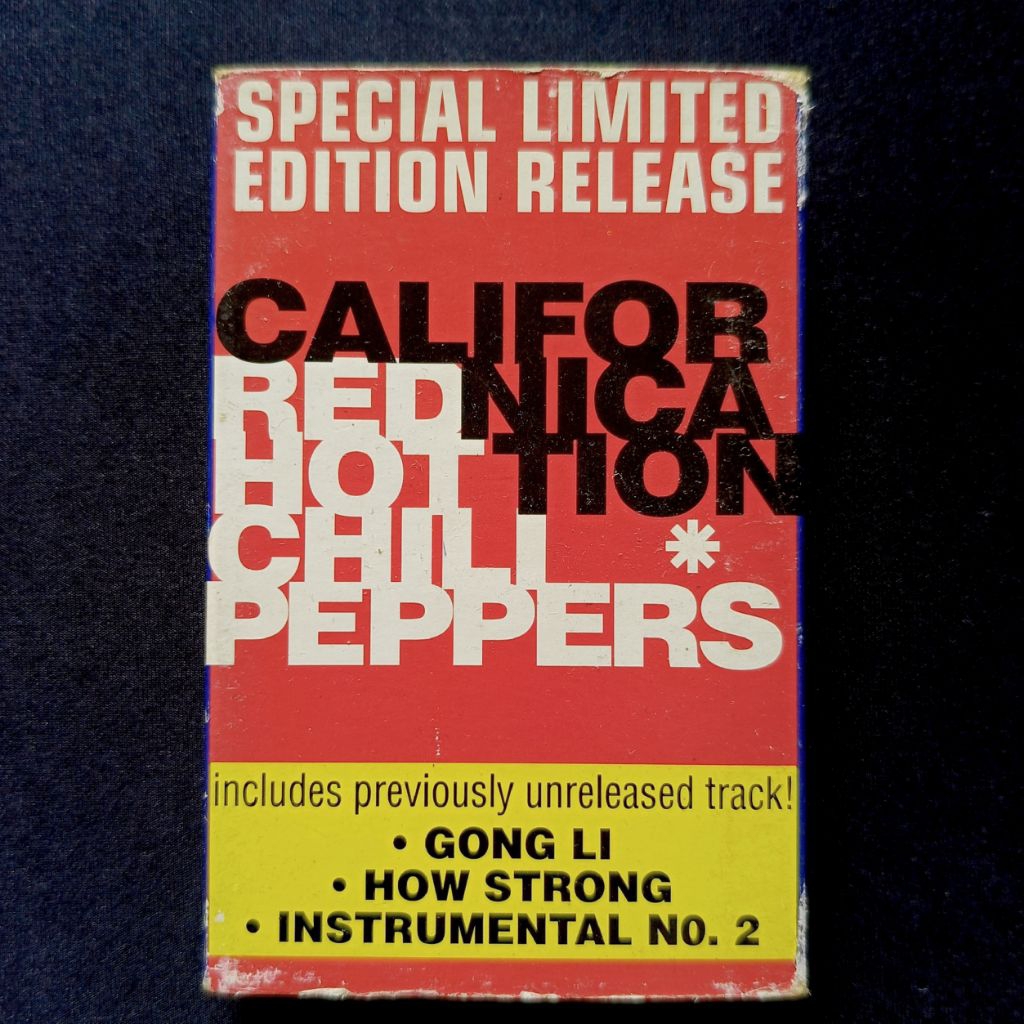 SPECIAL LIMITED
EDITION RELEASE
CALIFOR
NICA
TION
RED
HOT
CHILI
PEPPERS
includes previously unreleased track!
• GONG LI
• HOW STRONG
• INSTRUMENTAL NO. 2